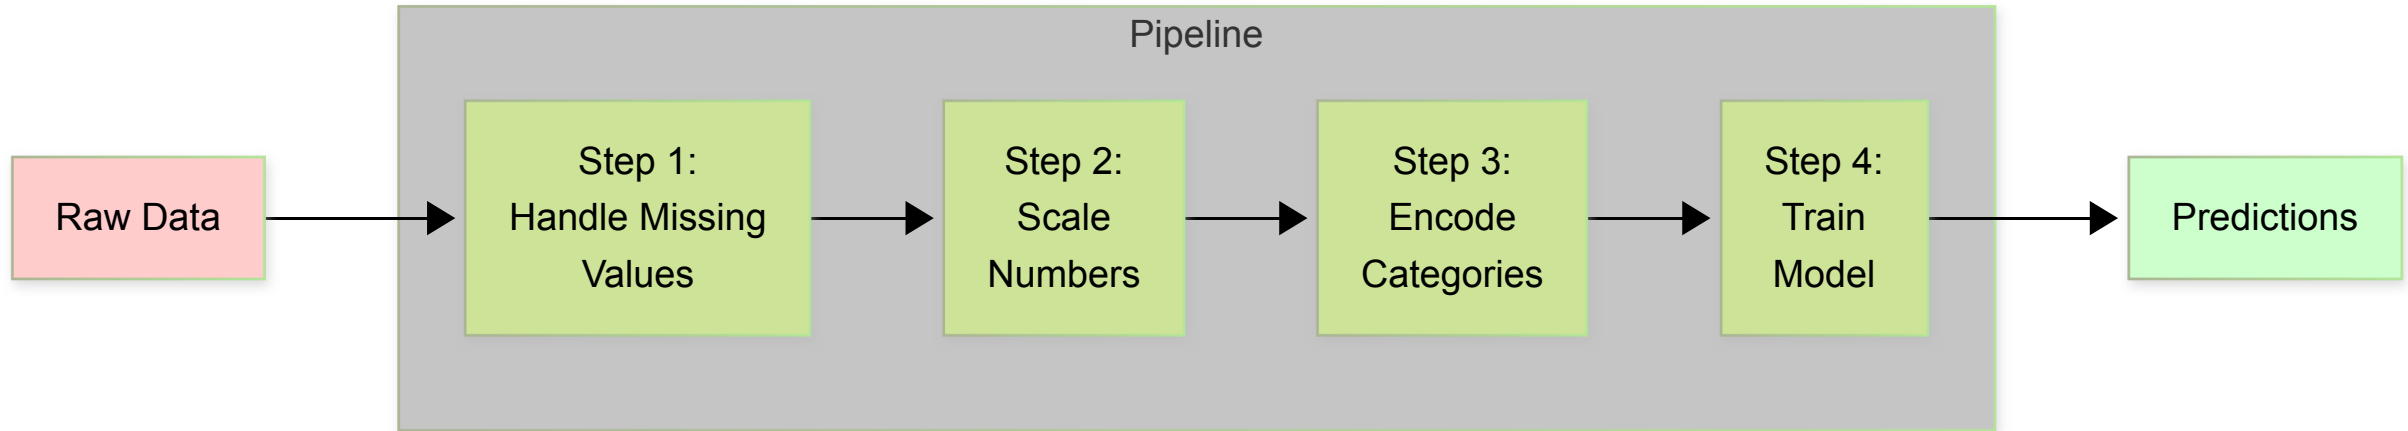 Pipeline
Raw Data
Step 1:
Handle Missing
Values
Step 2:
Scale
Numbers
Step 3:
Encode
Categories
Step 4:
Train
Model
Predictions